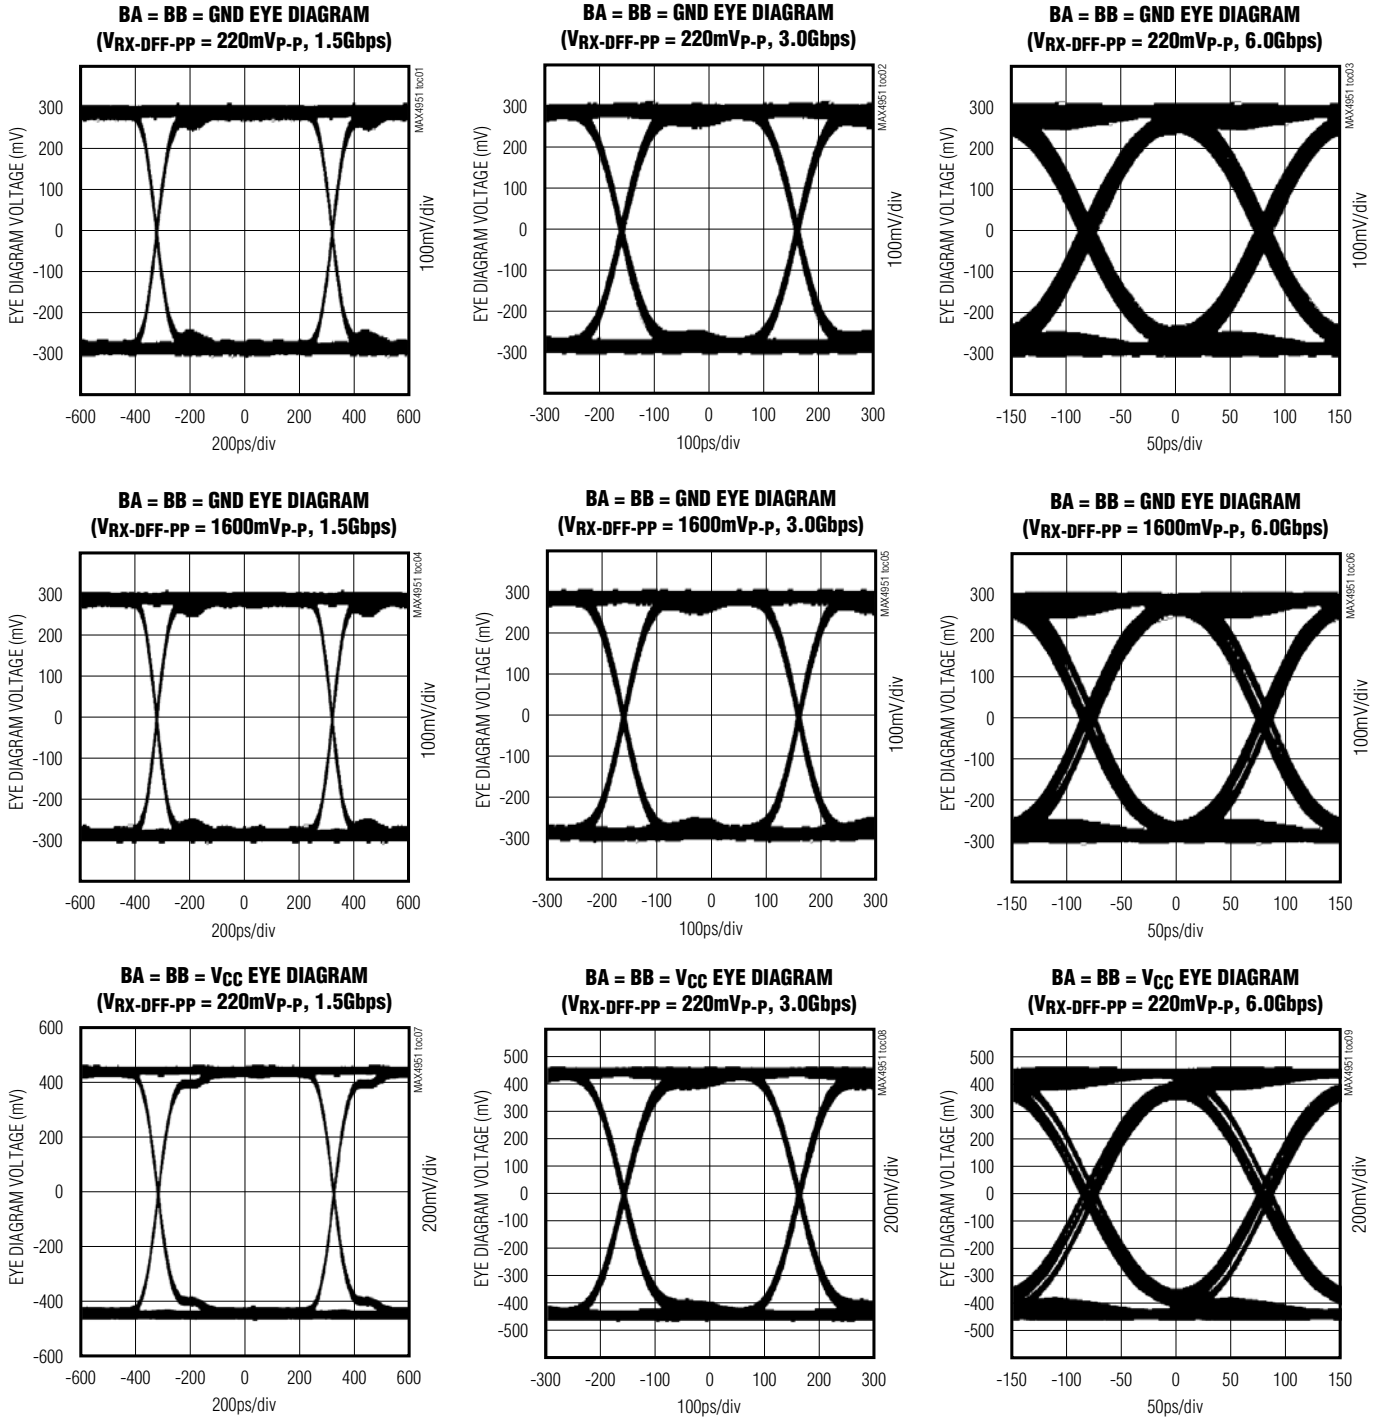 BA = BB = GND EYE DIAGRAM
(VRX-DFF-PP = 220mVP-P, 1.5Gbps)
MAX4951 toc01
EYE DIAGRAM VOLTAGE (mV)
300
200
100
0
-100
-200
-300
100mV/div
-600 -400 -200 0 200 400 600
200ps/div
BA = BB = GND EYE DIAGRAM
(VRX-DFF-PP = 220mVP-P, 3.0Gbps)
MAX4951 toc02
EYE DIAGRAM VOLTAGE (mV)
300
200
100
0
-100
-200
-300
100mV/div
-300 -200 -100 0 100 200 300
100ps/div
BA = BB = GND EYE DIAGRAM
(VRX-DFF-PP = 220mVP-P, 6.0Gbps)
MAX4951 toc03
EYE DIAGRAM VOLTAGE (mV)
300
200
100
0
-100
-200
-300
100mV/div
-150 -100 -50 0 50 100 150
50ps/div
BA = BB = GND EYE DIAGRAM
(VRX-DFF-PP = 1600mVP-P, 1.5Gbps)
MAX4951 toc04
EYE DIAGRAM VOLTAGE (mV)
300
200
100
0
-100
-200
-300
100mV/div
-600 -400 -200 0 200 400 600
200ps/div
BA = BB = GND EYE DIAGRAM
(VRX-DFF-PP = 1600mVP-P, 3.0Gbps)
MAX4951 toc05
EYE DIAGRAM VOLTAGE (mV)
300
200
100
0
-100
-200
-300
100mV/div
-300 -200 -100 0 100 200 300
100ps/div
BA = BB = GND EYE DIAGRAM
(VRX-DFF-PP = 1600mVP-P, 6.0Gbps)
MAX4951 toc06
EYE DIAGRAM VOLTAGE (mV)
300
200
100
0
-100
-200
-300
100mV/div
-150 -100 -50 0 50 100 150
50ps/div
BA = BB = VCC EYE DIAGRAM
(VRX-DFF-PP = 220mVP-P, 1.5Gbps)
MAX4951 toc07
EYE DIAGRAM VOLTAGE (mV)
600
400
200
0
-200
-400
-600
200mV/div
-600 -400 -200 0 200 400 600
200ps/div
BA = BB = VCC EYE DIAGRAM
(VRX-DFF-PP = 220mVP-P, 3.0Gbps)
MAX4951 toc08
EYE DIAGRAM VOLTAGE (mV)
500
400
300
200
100
0
-100
-200
-300
-400
-500
200mV/div
-300 -200 -100 0 100 200 300
100ps/div
BA = BB = VCC EYE DIAGRAM
(VRX-DFF-PP = 220mVP-P, 6.0Gbps)
MAX4951 toc09
EYE DIAGRAM VOLTAGE (mV)
500
400
300
200
100
0
-100
-200
-300
-400
-500
200mV/div
-150 -100 -50 0 50 100 150
50ps/div